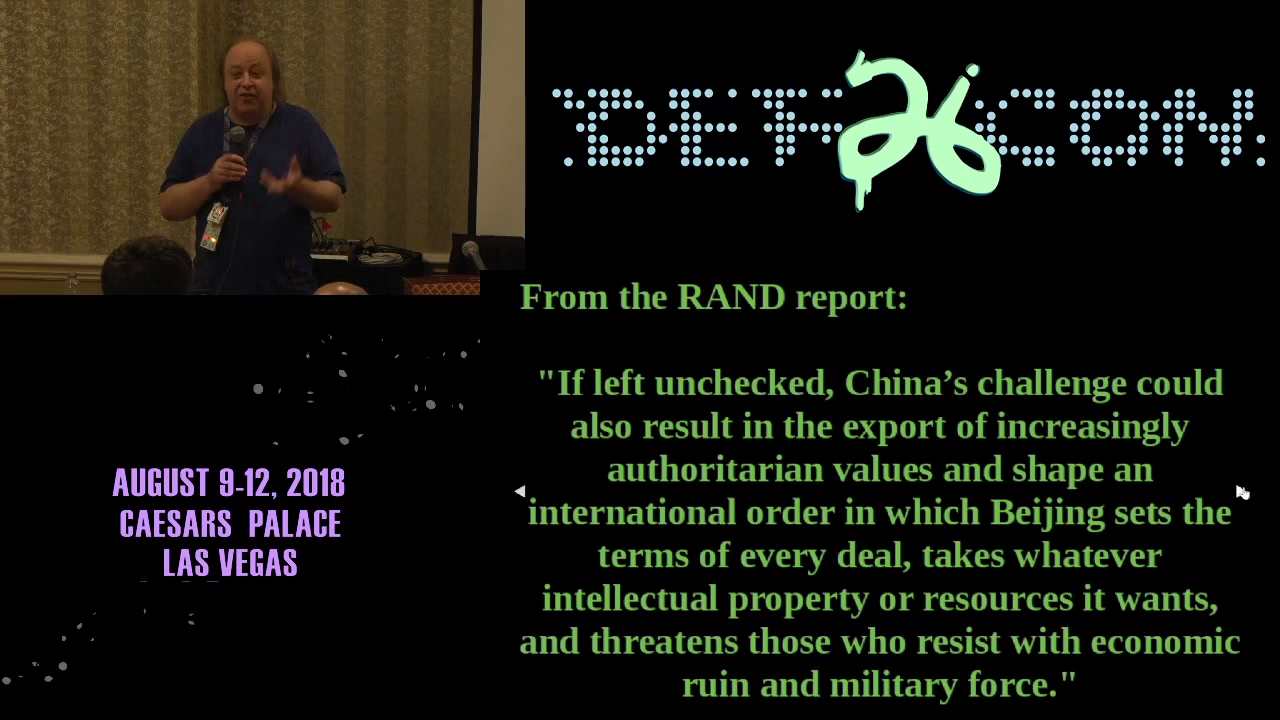 DEF CON
26
AUGUST 9-12, 2018
CAESARS PALACE
LAS VEGAS
From the RAND report:
"If left unchecked, China’s challenge could
also result in the export of increasingly
authoritarian values and shape an
international order in which Beijing sets the
terms of every deal, takes whatever
intellectual property or resources it wants,
and threatens those who resist with economic
ruin and military force."